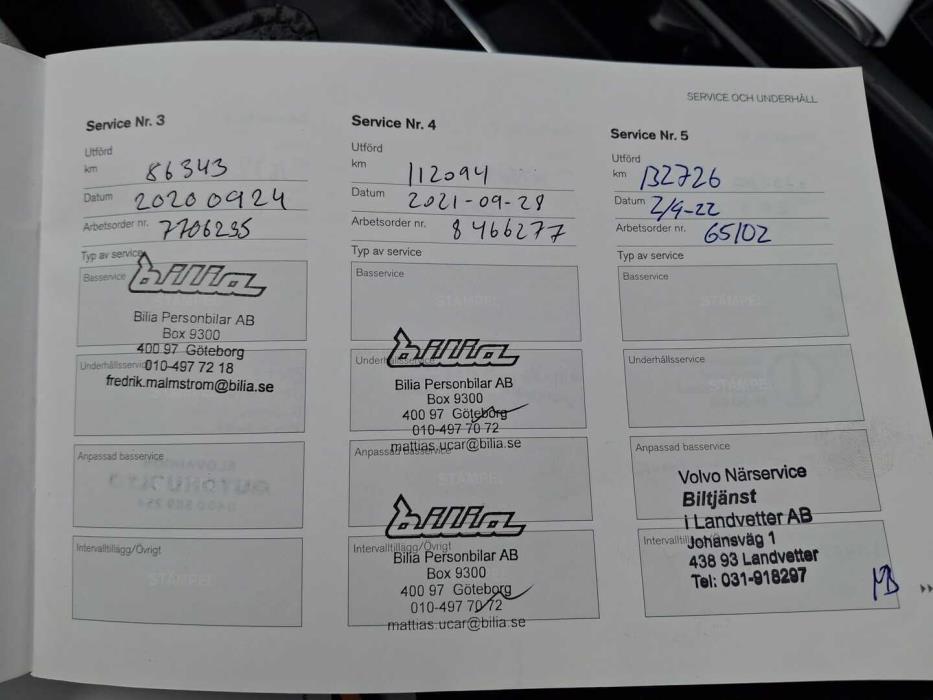 SERVICE OCH UNDERHÅLL
Service Nr. 3
Utförd
km 86343
Datum 20200924
Arbetsorder nr. 7706235
Typ av service
Basservice
STÄMPEL
bilia
Bilia Personbilar AB
Box 9300
400 97 Göteborg
Underhållsservice
010-497 72 18
fredrik.malmstrom@bilia.se
Anpassad basservice
Intervalltillägg/Övrigt
STÄMPEL
Service Nr. 4
Utförd
km 112094
Datum 2021-09-28
Arbetsorder nr. 8466277
Typ av service
Basservice
STÄMPEL
Underhållsservice
bilia
Bilia Personbilar AB
Box 9300
400 97 Göteborg
010-497 70 72
mattias.ucar@bilia.se
Anpassad basservice
STÄMPEL
bilia
Intervalltillägg/Övrigt
Bilia Personbilar AB
Box 9300
400 97 Göteborg
010-497 70 72
mattias.ucar@bilia.se
Service Nr. 5
Utförd
km 132726
Datum 2/9-22
Arbetsorder nr. 65102
Typ av service
Basservice
STÄMPEL
Underhållsservice
STÄMPEL
Anpassad basservice
Volvo Närservice
Biltjänst
i Landvetter AB
Intervalltillägg/Övrigt
Johansväg 1
438 93 Landvetter
Tel: 031-918297
MB